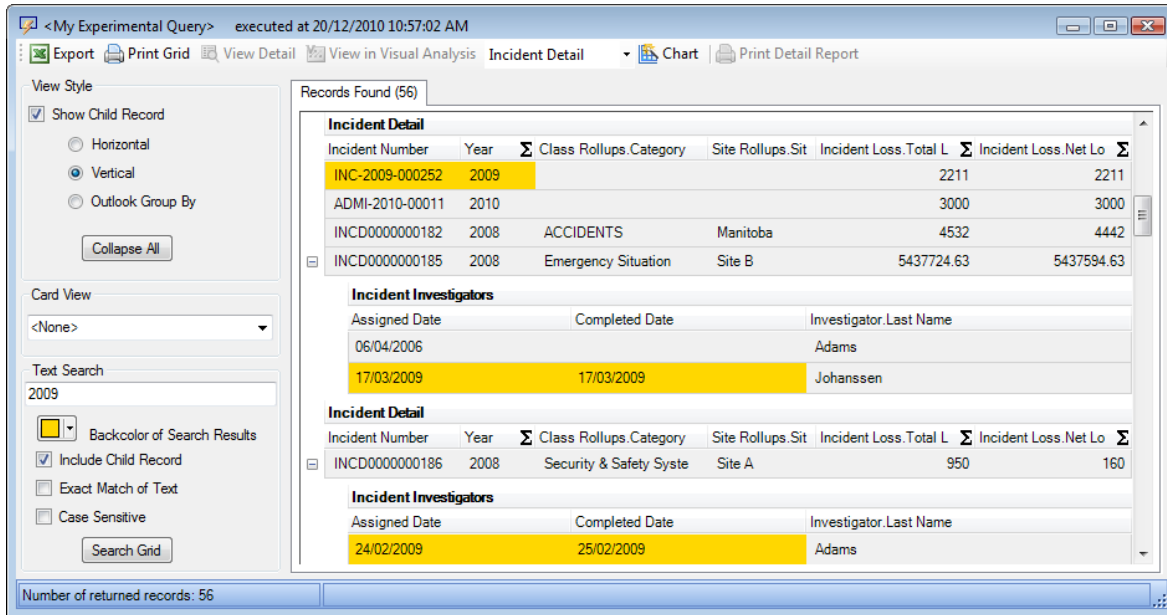 <My Experimental Query> executed at 20/12/2010 10:57:02 AM
Export Print Grid View Detail View in Visual Analysis Incident Detail Chart Print Detail Report
View Style
Show Child Record
Horizontal
Vertical
Outlook Group By
Collapse All
Card View
<None>
Text Search
2009
Backcolor of Search Results
Include Child Record
Exact Match of Text
Case Sensitive
Search Grid
Records Found (56)
Incident Detail
Incident Number Year Σ Class Rollups.Category Site Rollups.Sit Incident Loss.Total L Σ Incident Loss.Net Lo Σ
INC-2009-000252 2009 2211 2211
ADMI-2010-00011 2010 3000 3000
INCD0000000182 2008 ACCIDENTS Manitoba 4532 4442
INCD0000000185 2008 Emergency Situation Site B 5437724.63 5437594.63
Incident Investigators
Assigned Date Completed Date Investigator.Last Name
06/04/2006 Adams
17/03/2009 17/03/2009 Johanssen
Incident Detail
Incident Number Year Σ Class Rollups.Category Site Rollups.Sit Incident Loss.Total L Σ Incident Loss.Net Lo Σ
INCD0000000186 2008 Security & Safety Syste Site A 950 160
Incident Investigators
Assigned Date Completed Date Investigator.Last Name
24/02/2009 25/02/2009 Adams
Number of returned records: 56